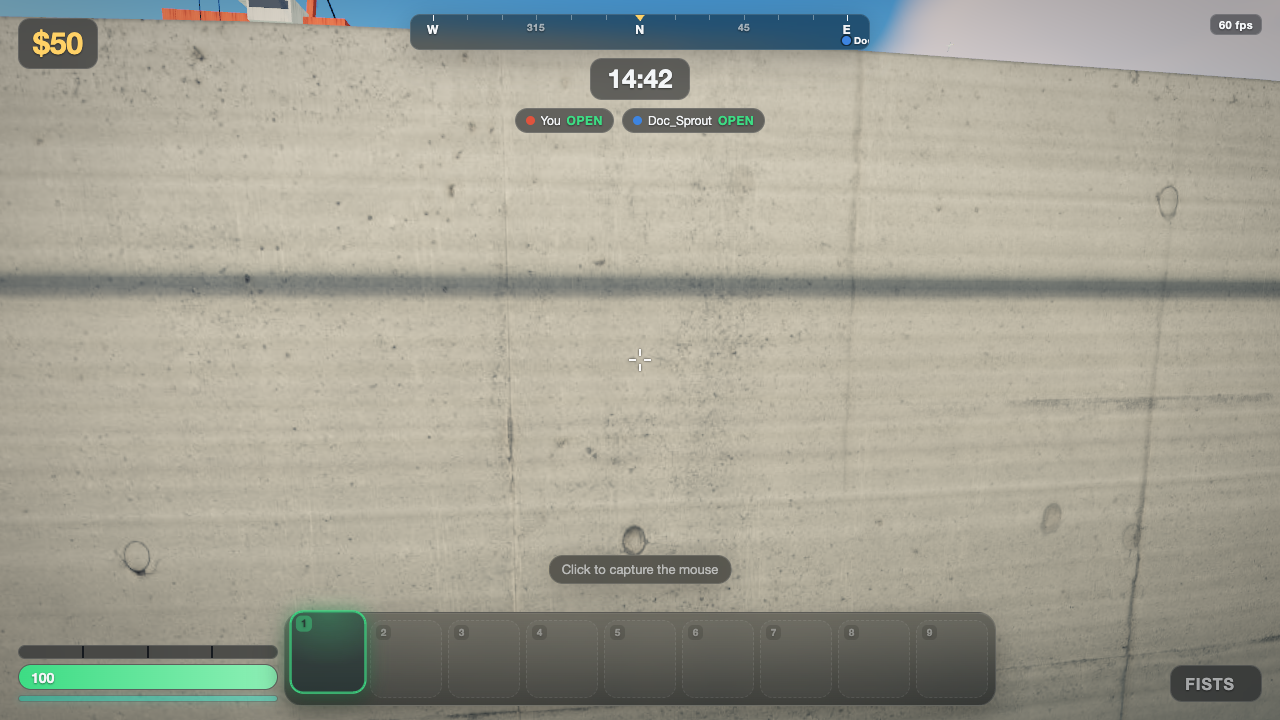 $50
W 315 N 45 E
Do
60 fps
14:42
You OPEN Doc_Sprout OPEN
Click to capture the mouse
1 2 3 4 5 6 7 8 9
100
FISTS